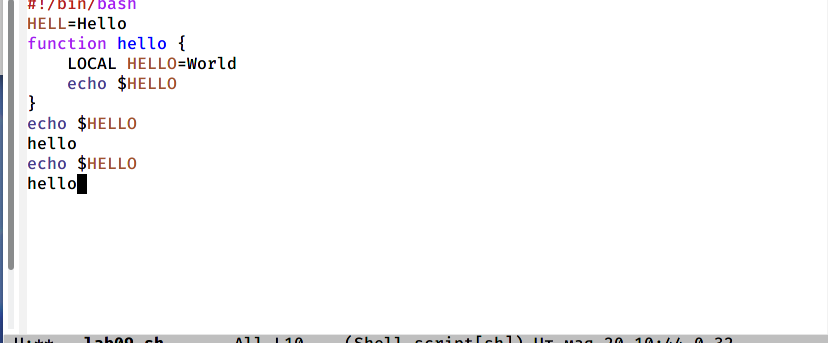 #!/bin/bash
HELL=Hello
function hello {
    LOCAL HELLO=World
    echo $HELLO
}
echo $HELLO
hello
echo $HELLO
hello
U:**- lab09.sh All L10 (Shell-script[sh]) Чт мая 20 10:44 0.32